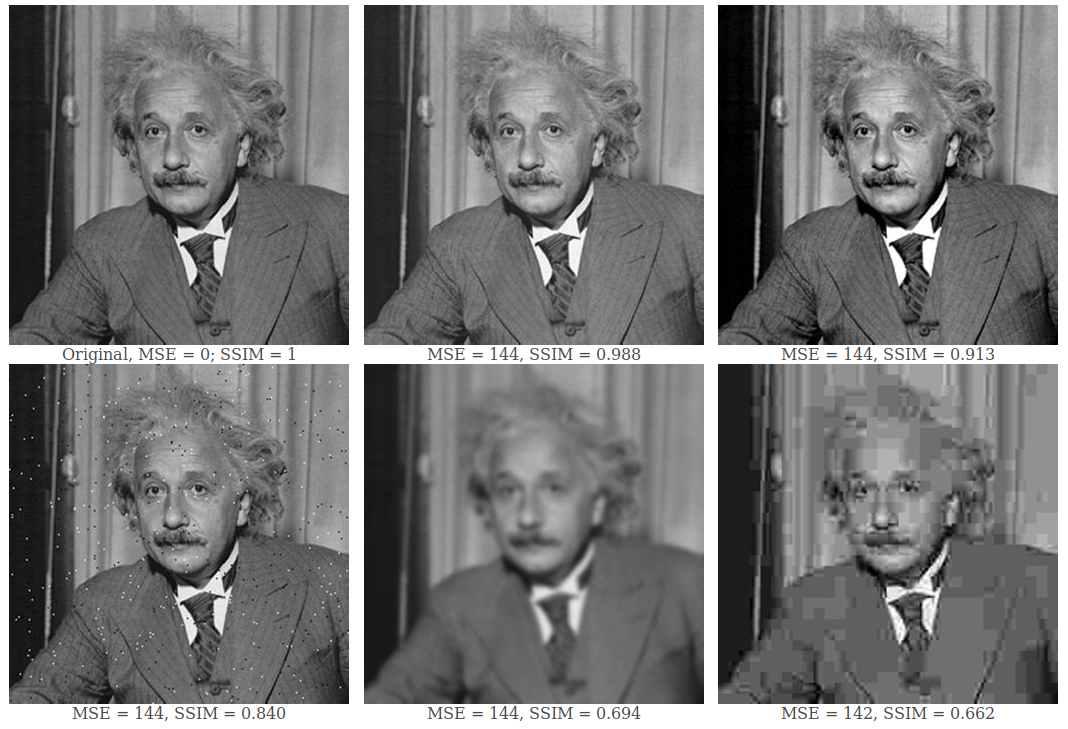 Original, MSE = 0; SSIM = 1
MSE = 144, SSIM = 0.988
MSE = 144, SSIM = 0.913
MSE = 144, SSIM = 0.840
MSE = 144, SSIM = 0.694
MSE = 142, SSIM = 0.662